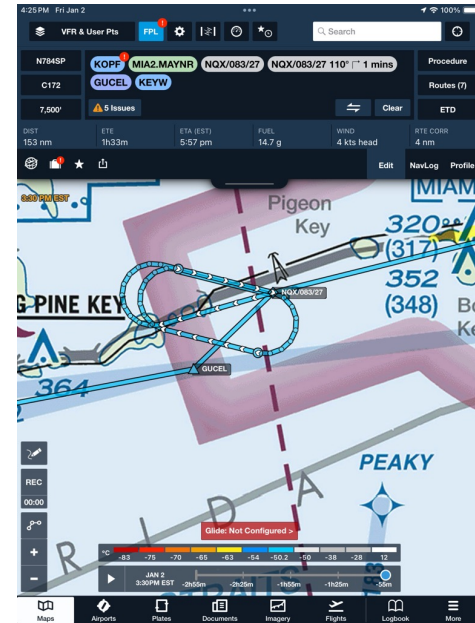 4:25 PM Fri Jan 2
100%
VFR & User Pts
FPL
Search
N784SP
KOPF MIA2.MAYNR NQX/083/27 NQX/083/27 110° 1 mins
Procedure
C172
GUCEL KEYW
Routes (7)
7,500'
5 Issues
Clear
ETD
DIST ETE ETA (EST) FUEL WIND RTE CORR
153 nm 1h33m 5:57 pm 14.7 g 4 kts head 4 nm
Edit NavLog Profile
3:30 PM EST
MIAMI
Pigeon
Key
320
(317)
352
(348)
NQX/083/27
G PINE KEY
GUCEL
364
PEAKY
REC
00:00
R I D A
Glide: Not Configured >
°C -83 -75 -70 -65 -63 -54 -50.2 -50 -38 -28 12
JAN 2
3:30PM EST
-2h55m -2h25m -1h55m -1h25m -55m
STRAITS
Maps Airports Plates Documents Imagery Flights Logbook More